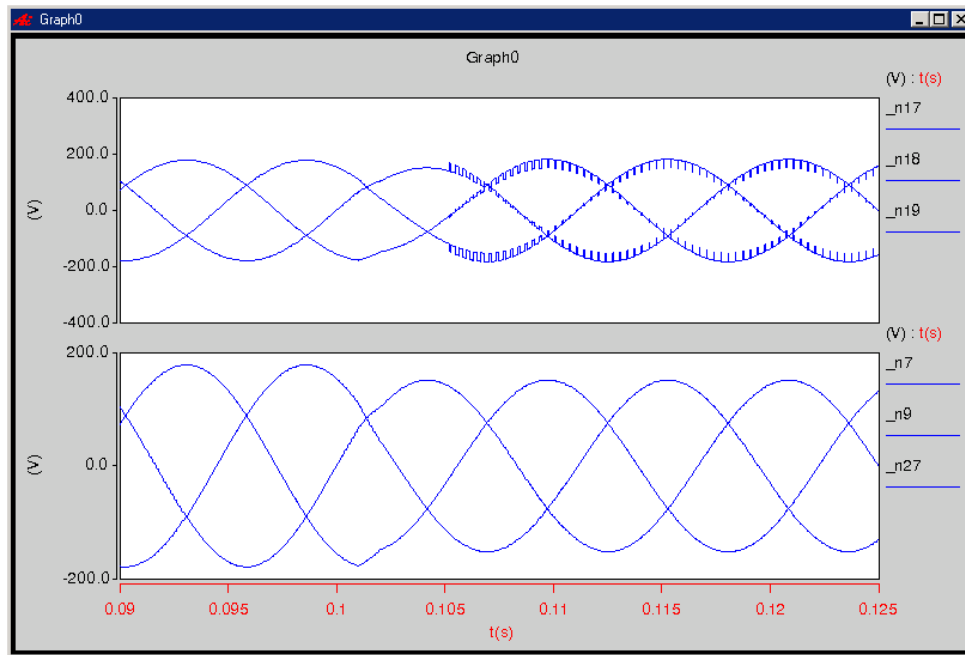 Graph0
Graph0
(V) : t(s)
400.0
_n17
200.0
_n18
(V)
0.0
_n19
-200.0
-400.0
(V) : t(s)
200.0
_n7
_n9
(V)
0.0
_n27
-200.0
0.09 0.095 0.1 0.105 0.11 0.115 0.12 0.125
t(s)